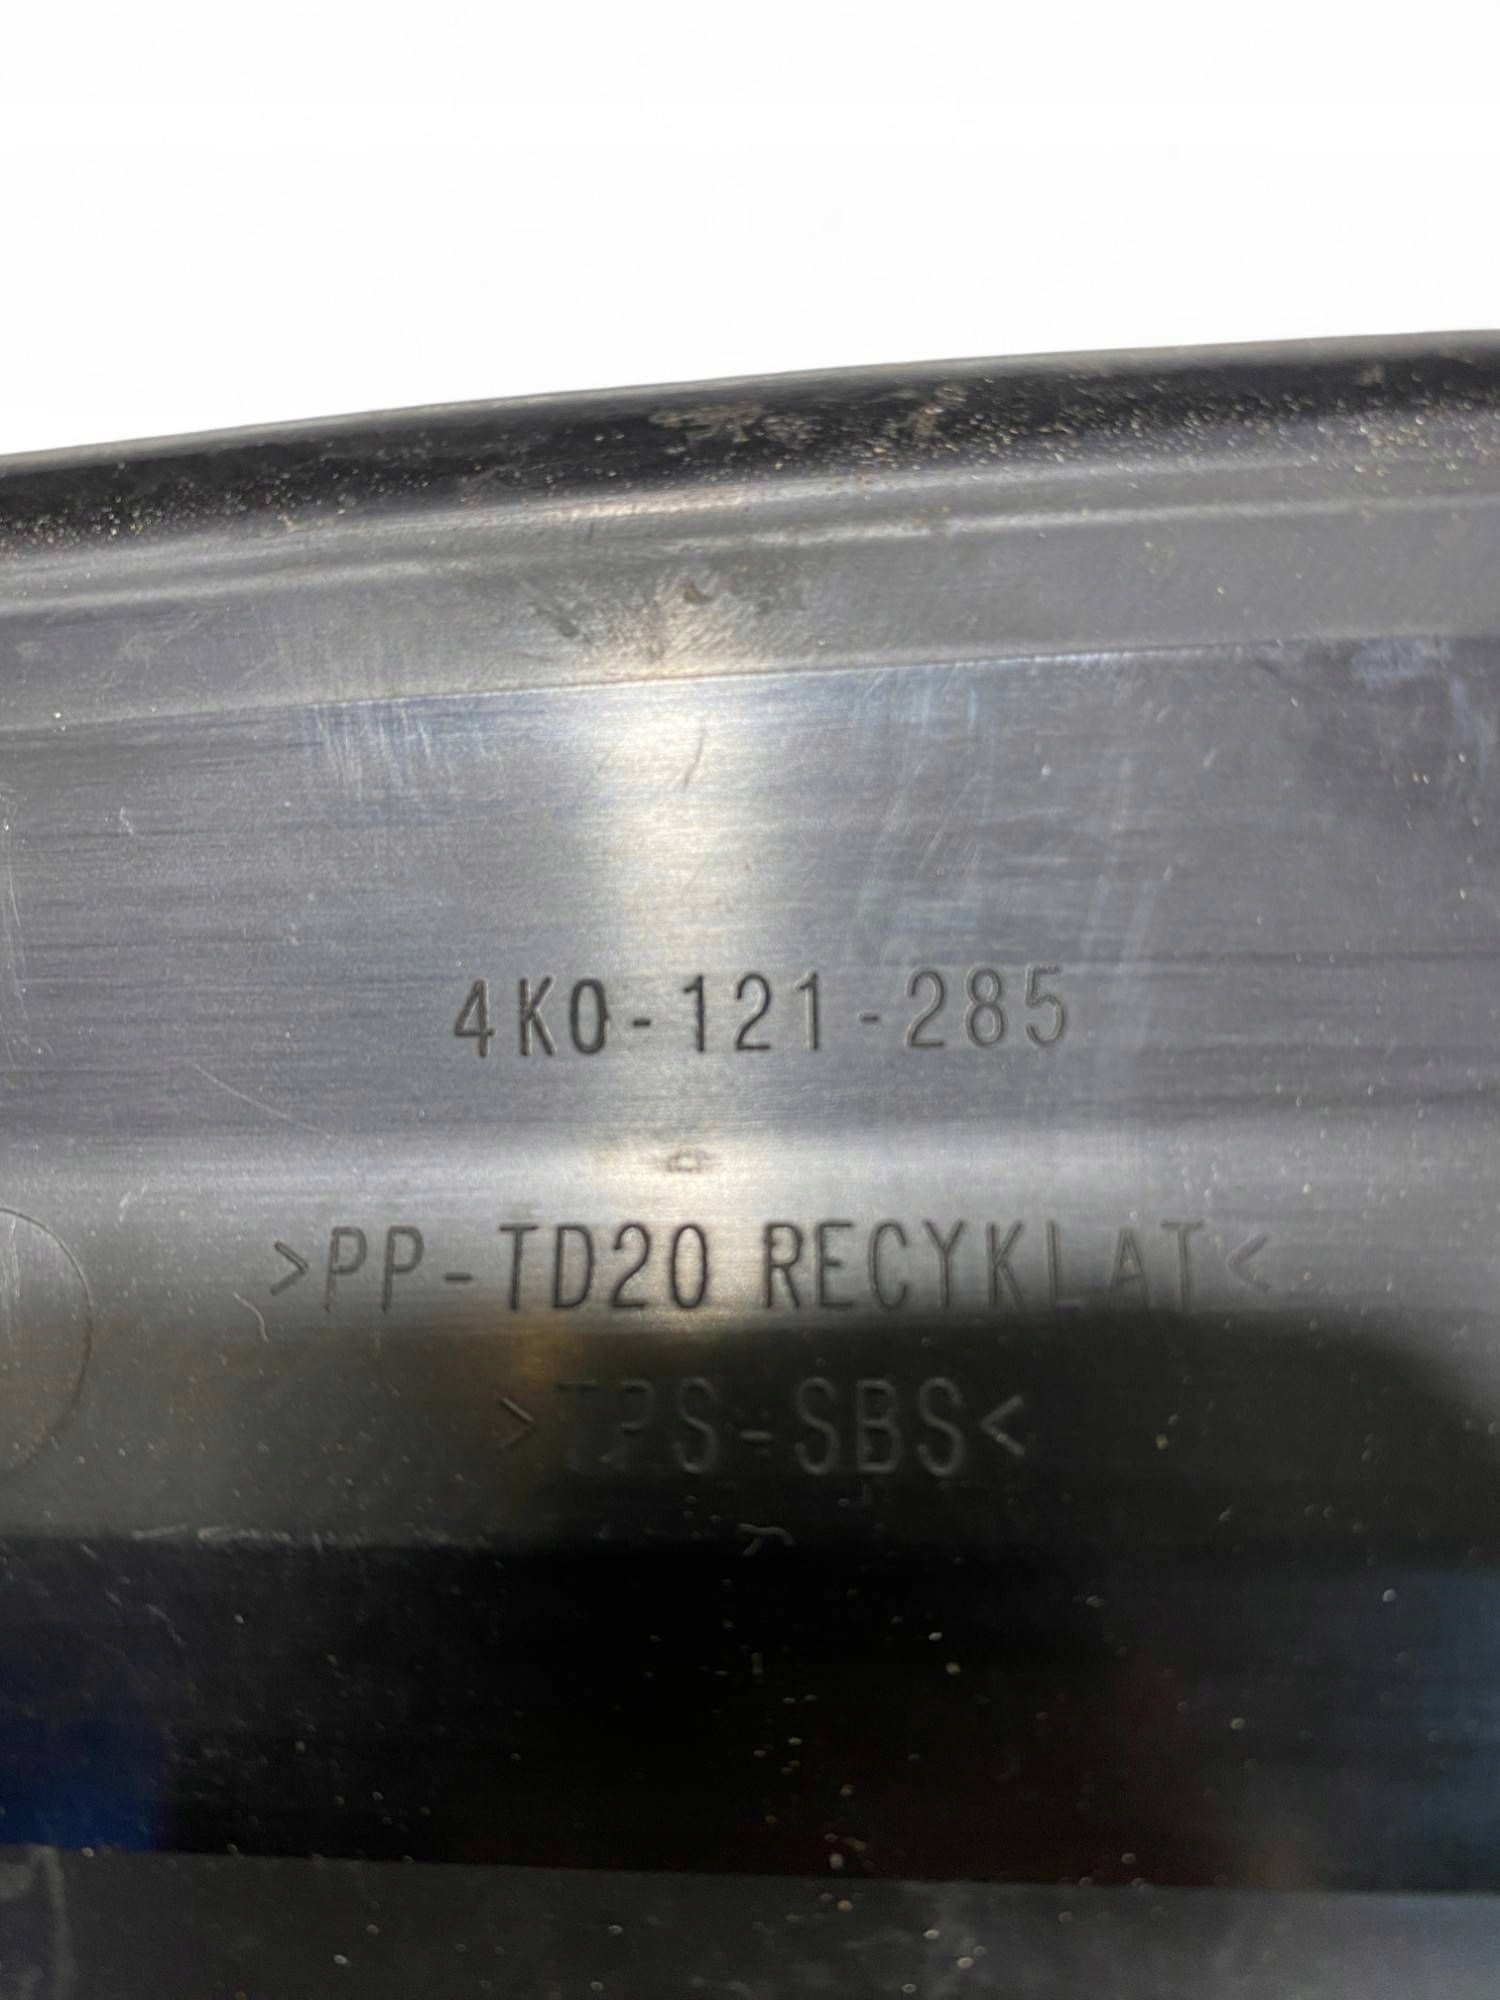 4K0-121-285
>PP-TD20 RECYKLAT<
>TPS-SBS<